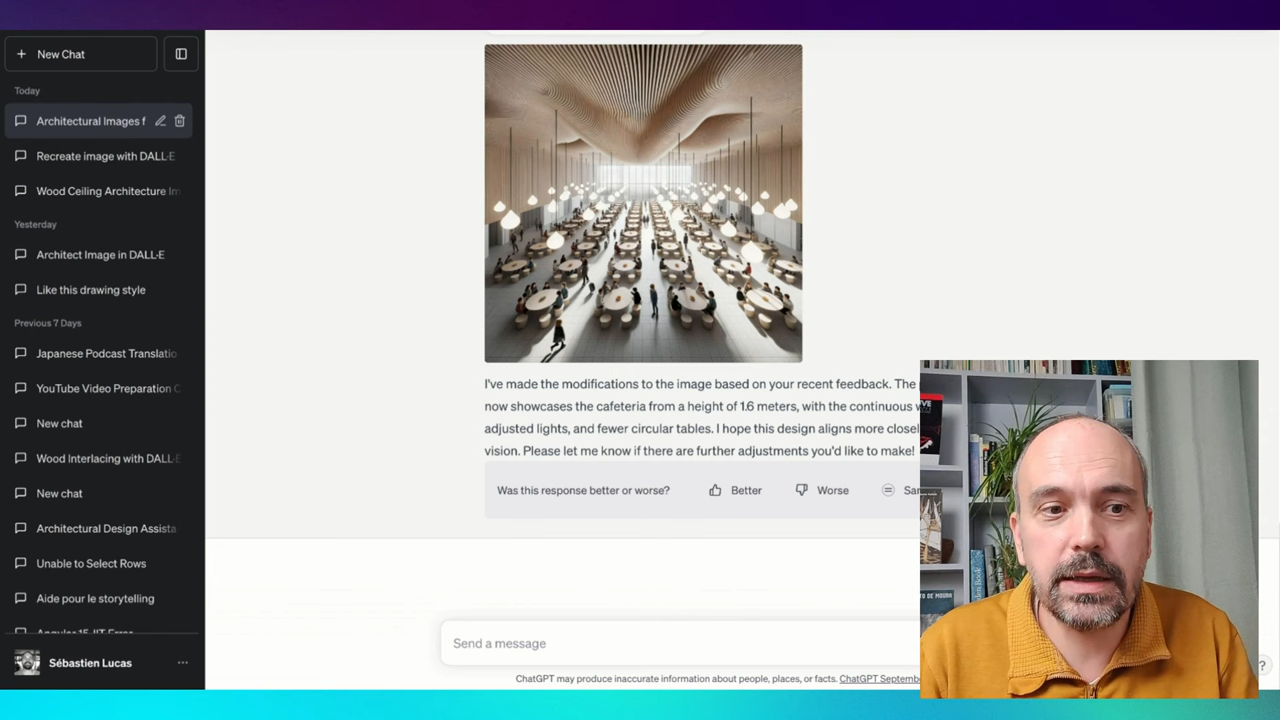 New Chat
Today
Architectural Images f
Recreate image with DALL·E
Wood Ceiling Architecture Im
Yesterday
Architect Image in DALL·E
Like this drawing style
Previous 7 Days
Japanese Podcast Translatio
YouTube Video Preparation C
New chat
Wood Interlacing with DALL·E
New chat
Architectural Design Assista
Unable to Select Rows
Aide pour le storytelling
Angular 15 JIT Error
Sébastien Lucas
I've made the modifications to the image based on your recent feedback. The
now showcases the cafeteria from a height of 1.6 meters, with the continuous
adjusted lights, and fewer circular tables. I hope this design aligns more closel
vision. Please let me know if there are further adjustments you'd like to make!
Was this response better or worse?
Better
Worse
Sa
Send a message
ChatGPT may produce inaccurate information about people, places, or facts. ChatGPT Septemb
?